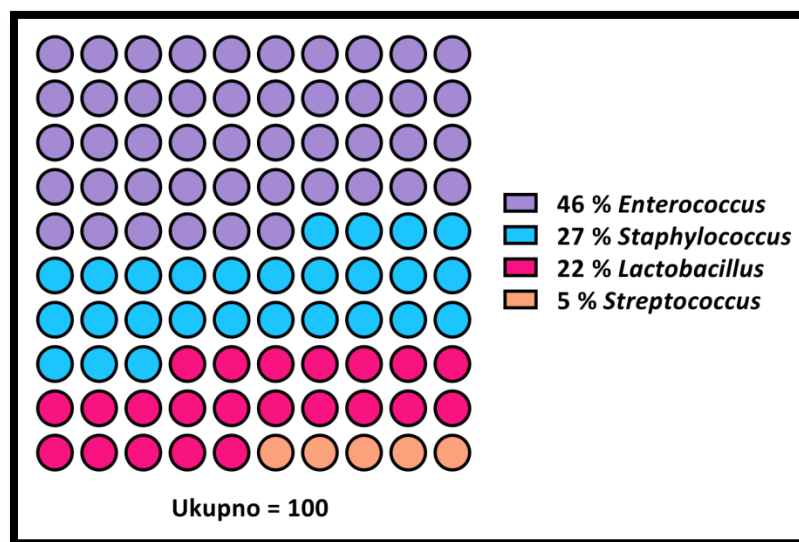 46 % Enterococcus
27 % Staphylococcus
22 % Lactobacillus
5 % Streptococcus
Ukupno = 100